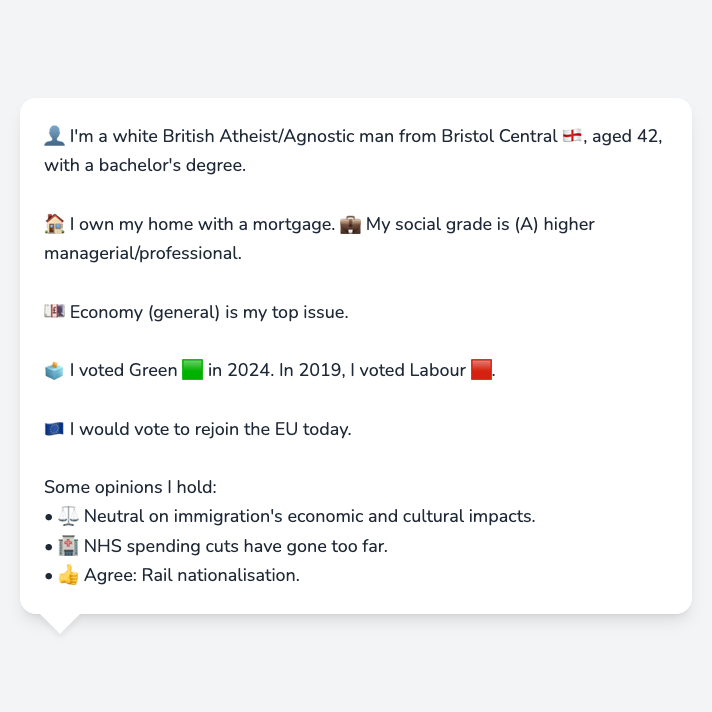 👤 I'm a white British Atheist/Agnostic man from Bristol Central 🏴󠁧󠁢󠁥󠁮󠁧󠁿, aged 42,
with a bachelor's degree.
🏠 I own my home with a mortgage. 💼 My social grade is (A) higher
managerial/professional.
💷 Economy (general) is my top issue.
🗳️ I voted Green 🟩 in 2024. In 2019, I voted Labour 🟥.
🇪🇺 I would vote to rejoin the EU today.
Some opinions I hold:
• ⚖️ Neutral on immigration's economic and cultural impacts.
• 🏥 NHS spending cuts have gone too far.
• 👍 Agree: Rail nationalisation.